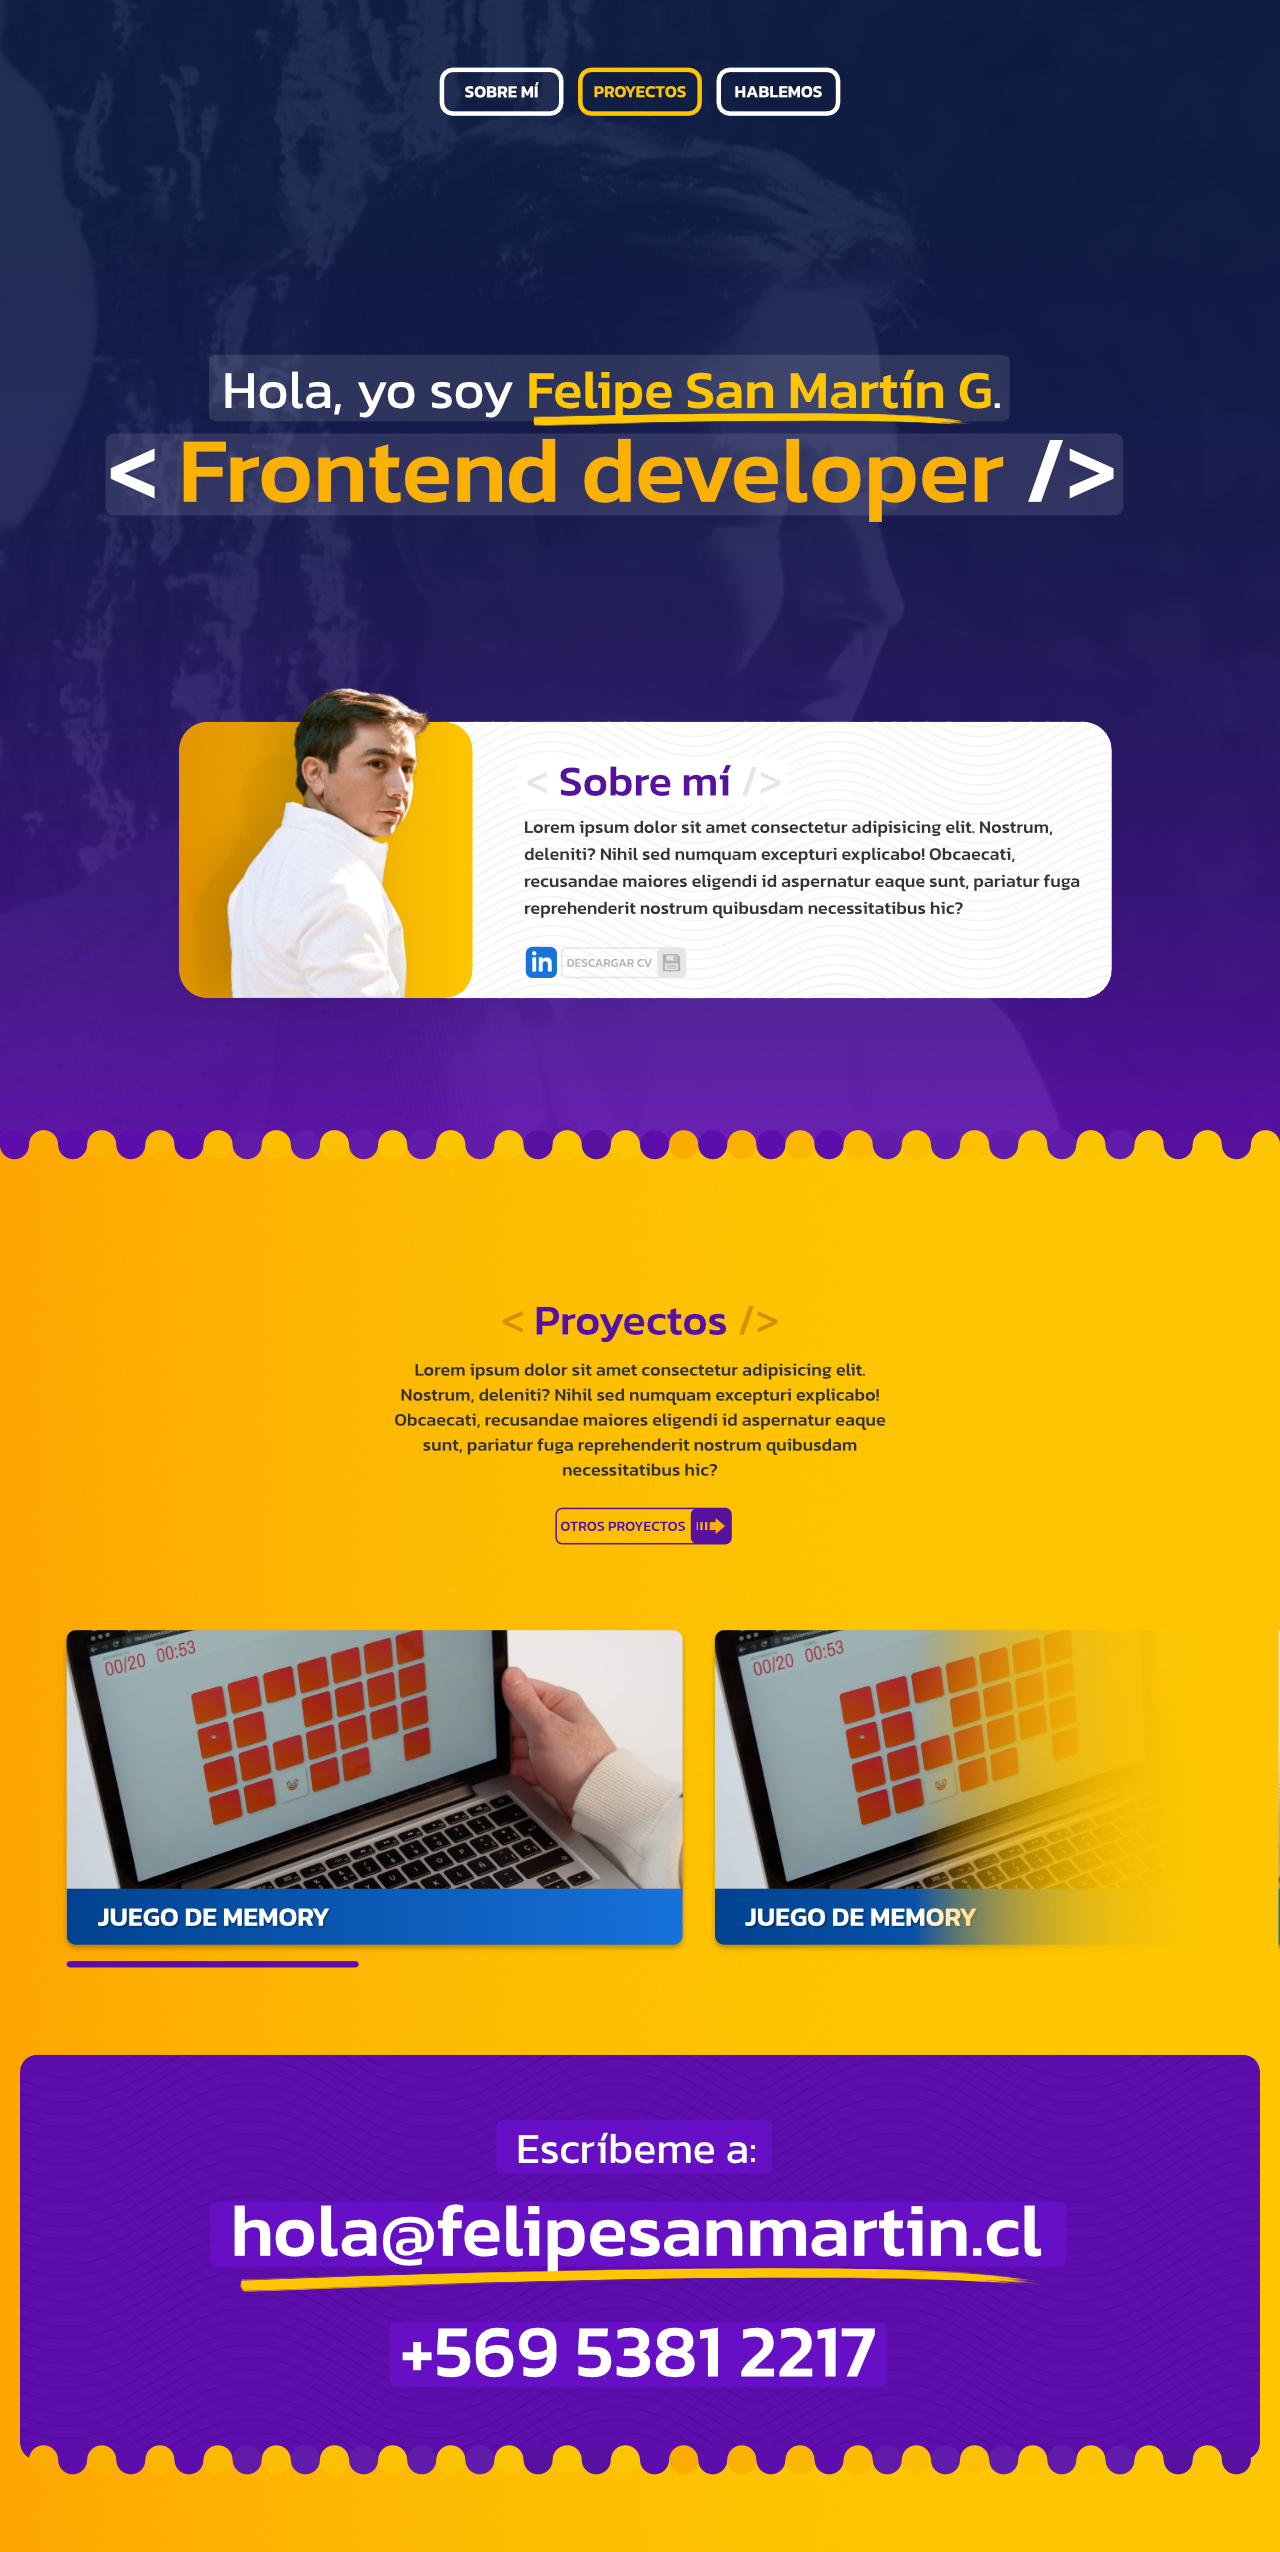 SOBRE MÍ
PROYECTOS
HABLEMOS
Hola, yo soy Felipe San Martín G.
< Frontend developer />
< Sobre mí />
Lorem ipsum dolor sit amet consectetur adipisicing elit. Nostrum,
deleniti? Nihil sed numquam excepturi explicabo! Obcaecati,
recusandae maiores eligendi id aspernatur eaque sunt, pariatur fuga
reprehenderit nostrum quibusdam necessitatibus hic?
in
DESCARGAR CV
< Proyectos />
Lorem ipsum dolor sit amet consectetur adipisicing elit.
Nostrum, deleniti? Nihil sed numquam excepturi explicabo!
Obcaecati, recusandae maiores eligendi id aspernatur eaque
sunt, pariatur fuga reprehenderit nostrum quibusdam
necessitatibus hic?
OTROS PROYECTOS
00/20 00:53
JUEGO DE MEMORY
00/20 00:53
JUEGO DE MEMORY
Escríbeme a:
hola@felipesanmartin.cl
+569 5381 2217